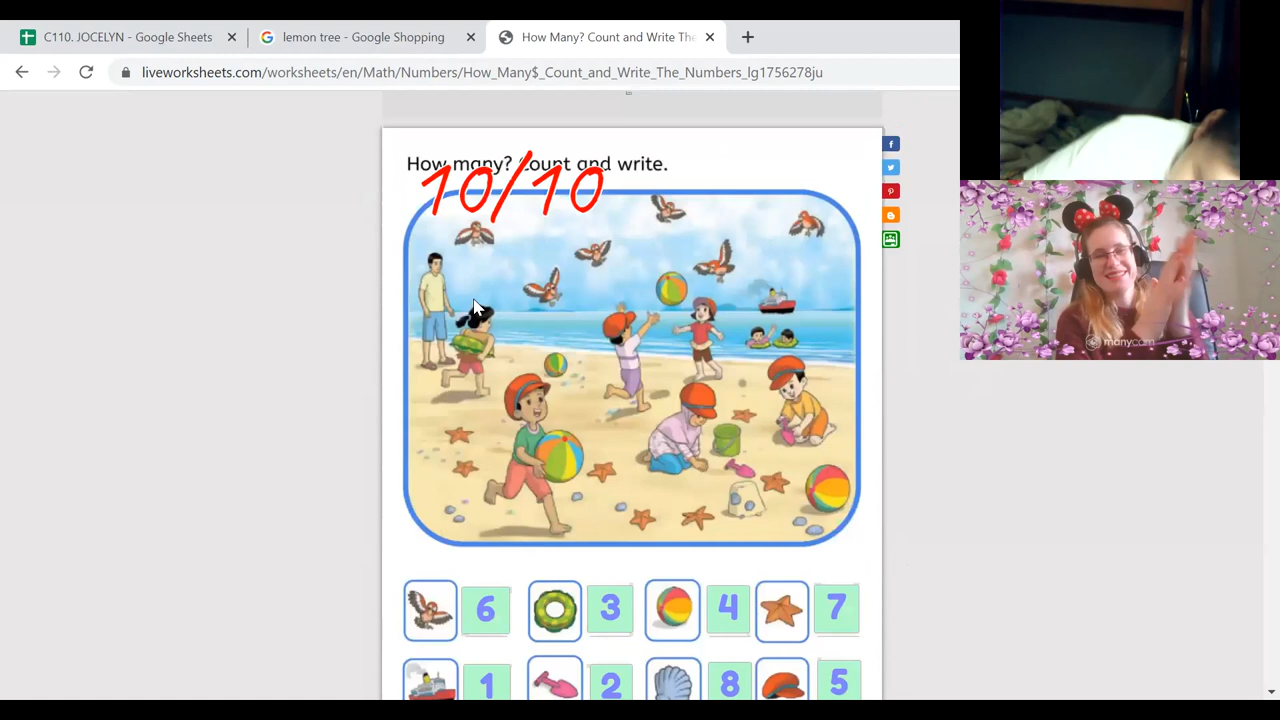 C110. JOCELYN - Google Sheets
lemon tree - Google Shopping
How Many? Count and Write The
liveworksheets.com/worksheets/en/Math/Numbers/How_Many$_Count_and_Write_The_Numbers_lg1756278ju
How many? Count and write.
10/10
6 3 4 7
1 2 8 5
manycam